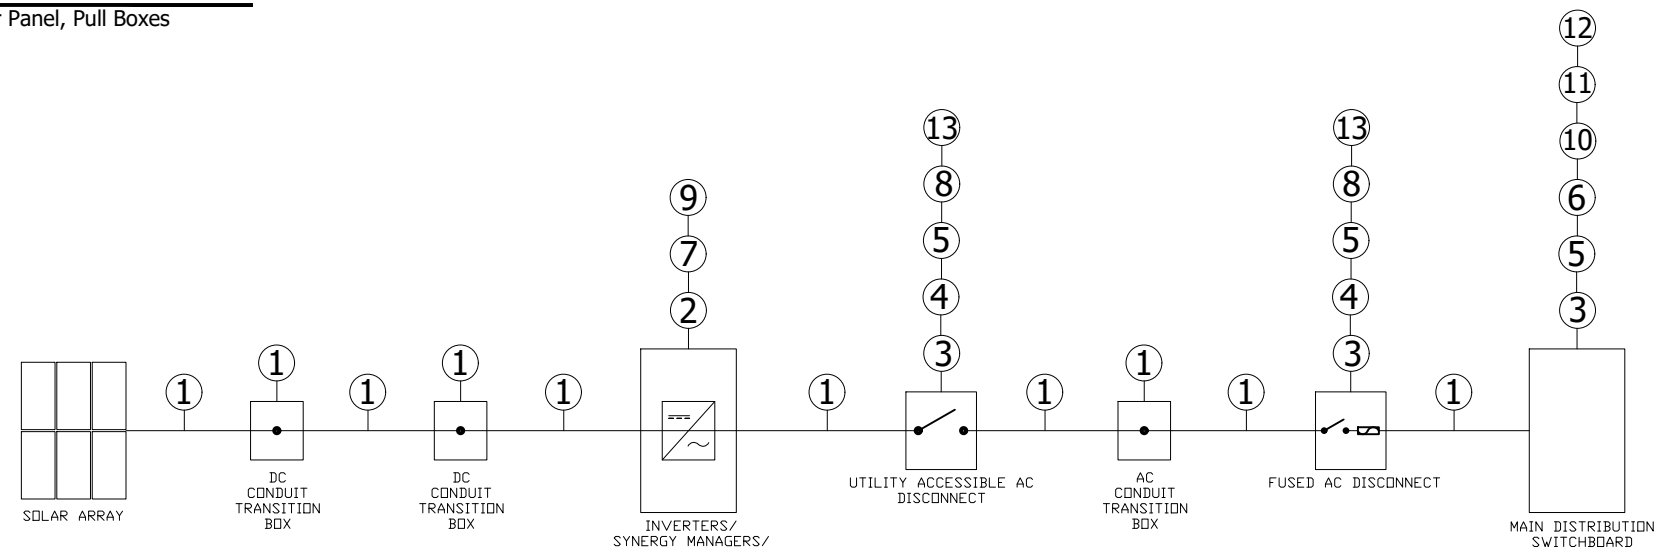 r Panel, Pull Boxes
12
11
13
13
10
8
8
9
6
5
5
7
5
4
4
2
3
3
3
1
1
1
1
1
1
1
1
1
1
DC
CONDUIT
TRANSITION
BOX
DC
CONDUIT
TRANSITION
BOX
AC
CONDUIT
TRANSITION
BOX
UTILITY ACCESSIBLE AC
DISCONNECT
FUSED AC DISCONNECT
SOLAR ARRAY
INVERTERS/
SYNERGY MANAGERS/
MAIN DISTRIBUTION
SWITCHBOARD